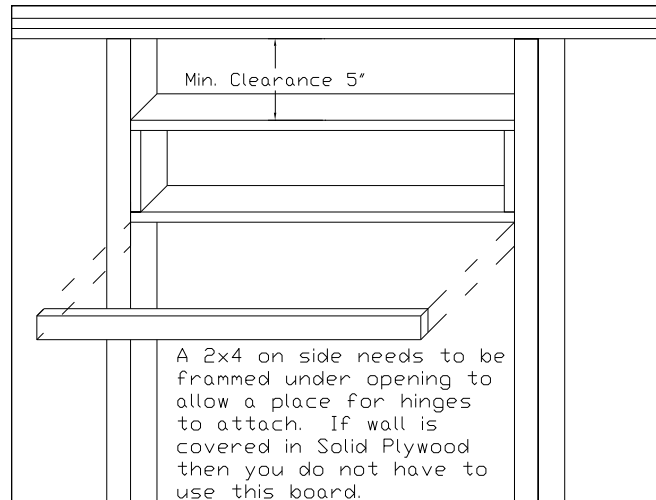 Min. Clearance 5"
A 2x4 on side needs to be
frammed under opening to
allow a place for hinges
to attach. If wall is
covered in Solid Plywood
then you do not have to
use this board.